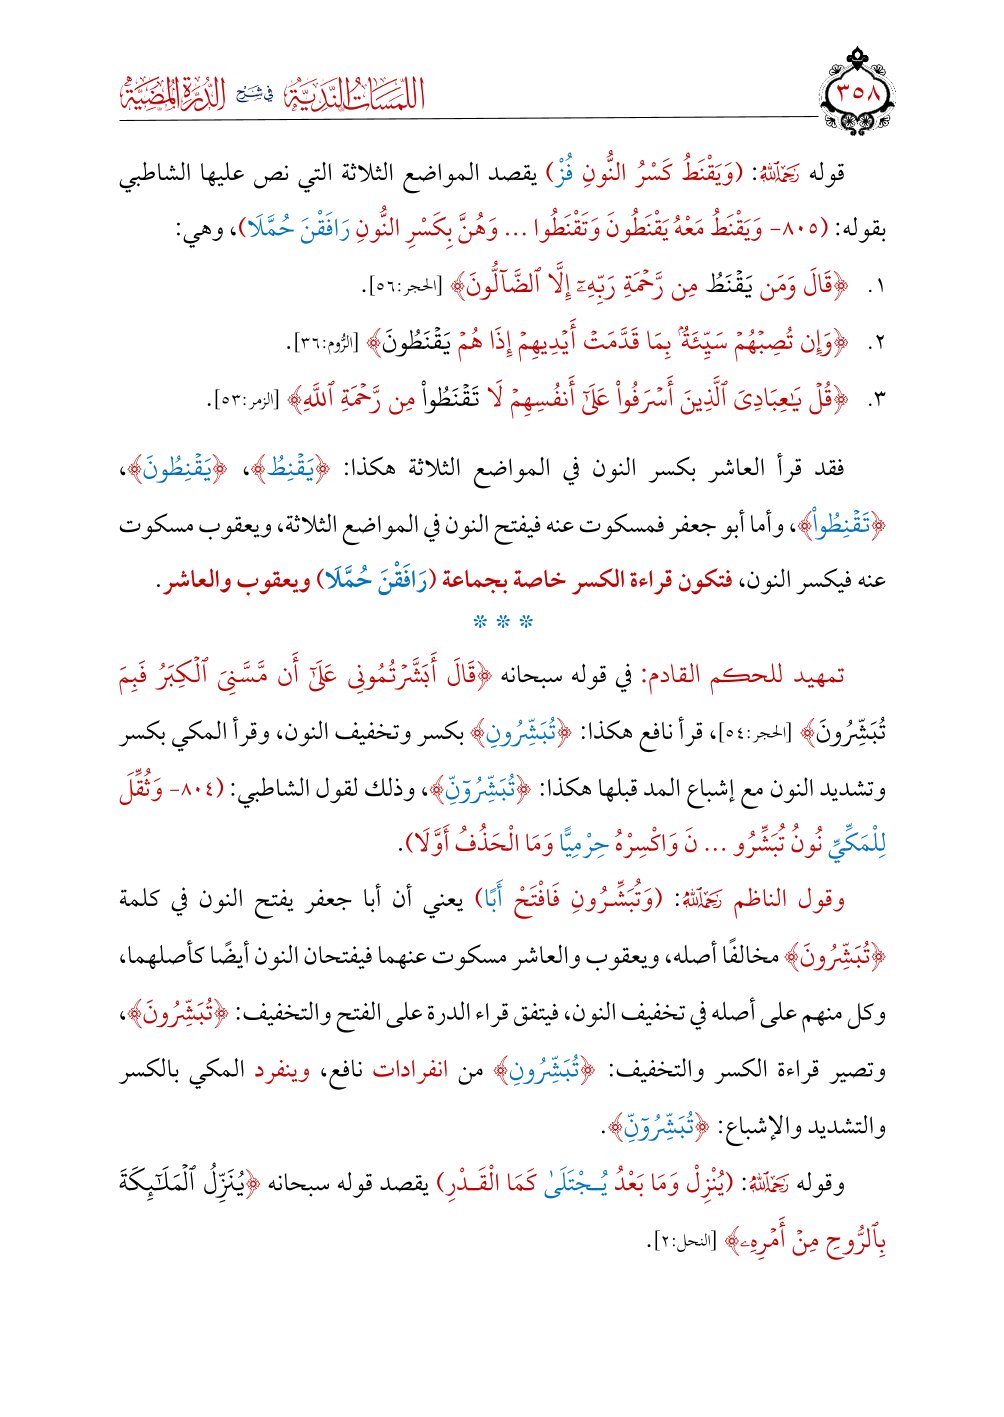 اللمسات الندية في شرح الدرة المضية
٣٥٨
قوله رَحِمَهُ اللَّهُ: (وَيَقْنَطُ كَسْرُ النُّونِ فُزْ) يقصد المواضع الثلاثة التي نص عليها الشاطبي
بقوله: (٨٠٥- وَيَقْنَطُ مَعْهُ يَقْنَطُونَ وَتَقْنَطُوا ... وَهُنَّ بِكَسْرِ النُّونِ رَافَقْنَ حُمَّلَا)، وهي:
١. ﴿قَالَ وَمَن يَقْنَطُ مِن رَّحْمَةِ رَبِّهِۦٓ إِلَّا ٱلضَّآلُّونَ﴾ [الحجر:٥٦].
٢. ﴿وَإِن تُصِبْهُمْ سَيِّئَةٌۢ بِمَا قَدَّمَتْ أَيْدِيهِمْ إِذَا هُمْ يَقْنَطُونَ﴾ [الرُّوم:٣٦].
٣. ﴿قُلْ يَـٰعِبَادِىَ ٱلَّذِينَ أَسْرَفُوا۟ عَلَىٰٓ أَنفُسِهِمْ لَا تَقْنَطُوا۟ مِن رَّحْمَةِ ٱللَّهِ﴾ [الزمر:٥٣].
فقد قرأ العاشر بكسر النون في المواضع الثلاثة هكذا: ﴿يَقْنِطُ﴾، ﴿يَقْنِطُونَ﴾،
﴿تَقْنِطُوا۟﴾، وأما أبو جعفر فمسكوت عنه فيفتح النون في المواضع الثلاثة، ويعقوب مسكوت
عنه فيكسر النون، فتكون قراءة الكسر خاصة بجماعة (رَافَقْنَ حُمَّلَا) ويعقوب والعاشر.
* * *
تمهيد للحكم القادم: في قوله سبحانه ﴿قَالَ أَبَشَّرْتُمُونِى عَلَىٰٓ أَن مَّسَّنِىَ ٱلْكِبَرُ فَبِمَ
تُبَشِّرُونَ﴾ [الحجر:٥٤]، قرأ نافع هكذا: ﴿تُبَشِّرُونِ﴾ بكسر وتخفيف النون، وقرأ المكي بكسر
وتشديد النون مع إشباع المد قبلها هكذا: ﴿تُبَشِّرُوٓنِّ﴾، وذلك لقول الشاطبي: (٨٠٤- وَثُقِّلَ
لِلْمَكِّيِّ نُونُ تُبَشِّرُو ... نَ وَاكْسِرْهُ حِرْمِيًّا وَمَا الْحَذْفُ أَوَّلَا).
وقول الناظم رَحِمَهُ اللَّهُ: (وَتُبَشِّرُونِ فَافْتَحْ أَبًا) يعني أن أبا جعفر يفتح النون في كلمة
﴿تُبَشِّرُونَ﴾ مخالفًا أصله، ويعقوب والعاشر مسكوت عنهما فيفتحان النون أيضًا كأصلهما،
وكل منهم على أصله في تخفيف النون، فيتفق قراء الدرة على الفتح والتخفيف: ﴿تُبَشِّرُونَ﴾،
وتصير قراءة الكسر والتخفيف: ﴿تُبَشِّرُونِ﴾ من انفرادات نافع، وينفرد المكي بالكسر
والتشديد والإشباع: ﴿تُبَشِّرُوٓنِّ﴾.
وقوله رَحِمَهُ اللَّهُ: (يُنْزِلْ وَمَا بَعْدُ يُـجْتَلَىٰ كَمَا الْقَـدْرِ) يقصد قوله سبحانه ﴿يُنَزِّلُ ٱلْمَلَـٰٓئِكَةَ
بِٱلرُّوحِ مِنْ أَمْرِهِۦ﴾ [النحل:٢].